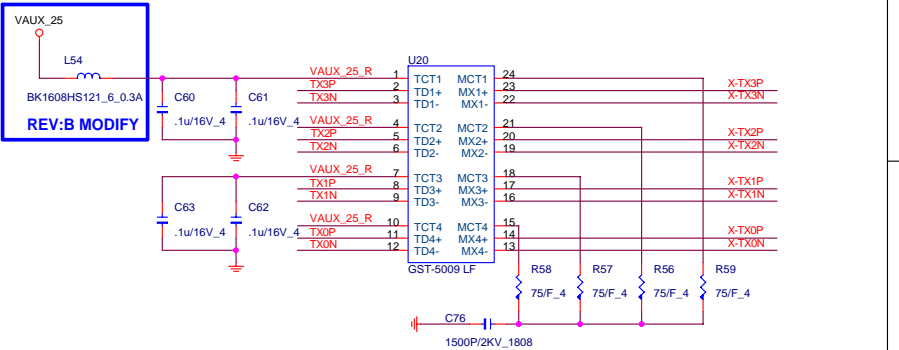 VAUX_25
L54
BK1608HS121_6_0.3A
REV:B MODIFY
C60
.1u/16V_4
C61
.1u/16V_4
C63
.1u/16V_4
C62
.1u/16V_4
VAUX_25_R
TX3P
TX3N
VAUX_25_R
TX2P
TX2N
VAUX_25_R
TX1P
TX1N
VAUX_25_R
TX0P
TX0N
U20
1 TCT1 MCT1 24
2 TD1+ MX1+ 23
3 TD1- MX1- 22
4 TCT2 MCT2 21
5 TD2+ MX2+ 20
6 TD2- MX2- 19
7 TCT3 MCT3 18
8 TD3+ MX3+ 17
9 TD3- MX3- 16
10 TCT4 MCT4 15
11 TD4+ MX4+ 14
12 TD4- MX4- 13
GST-5009 LF
X-TX3P
X-TX3N
X-TX2P
X-TX2N
X-TX1P
X-TX1N
X-TX0P
X-TX0N
R58
75/F_4
R57
75/F_4
R56
75/F_4
R59
75/F_4
C76
1500P/2KV_1808